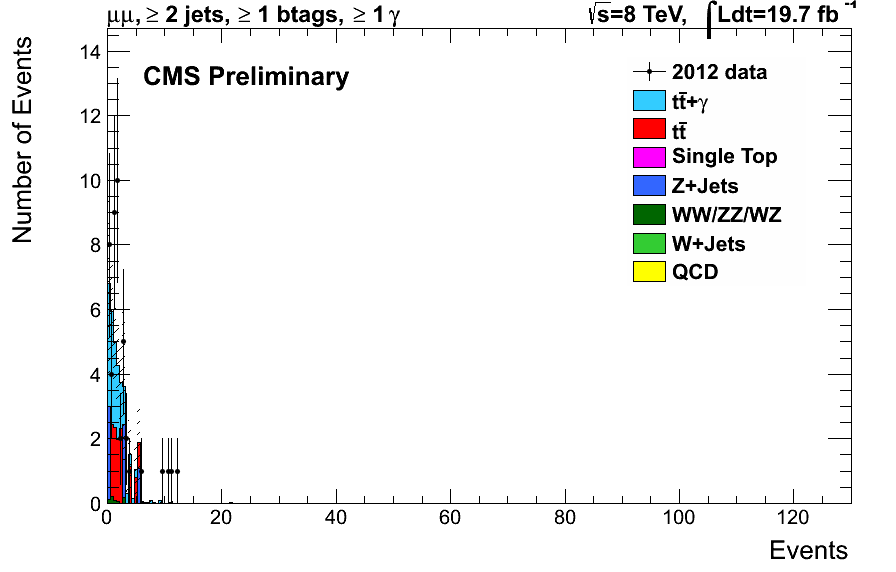 μμ, ≥ 2 jets, ≥ 1 btags, ≥ 1 γ
√s=8 TeV, ∫Ldt=19.7 fb⁻¹
CMS Preliminary
2012 data
tt̄+γ
tt̄
Single Top
Z+Jets
WW/ZZ/WZ
W+Jets
QCD
Number of Events
14
12
10
8
6
4
2
0
0 20 40 60 80 100 120
Events